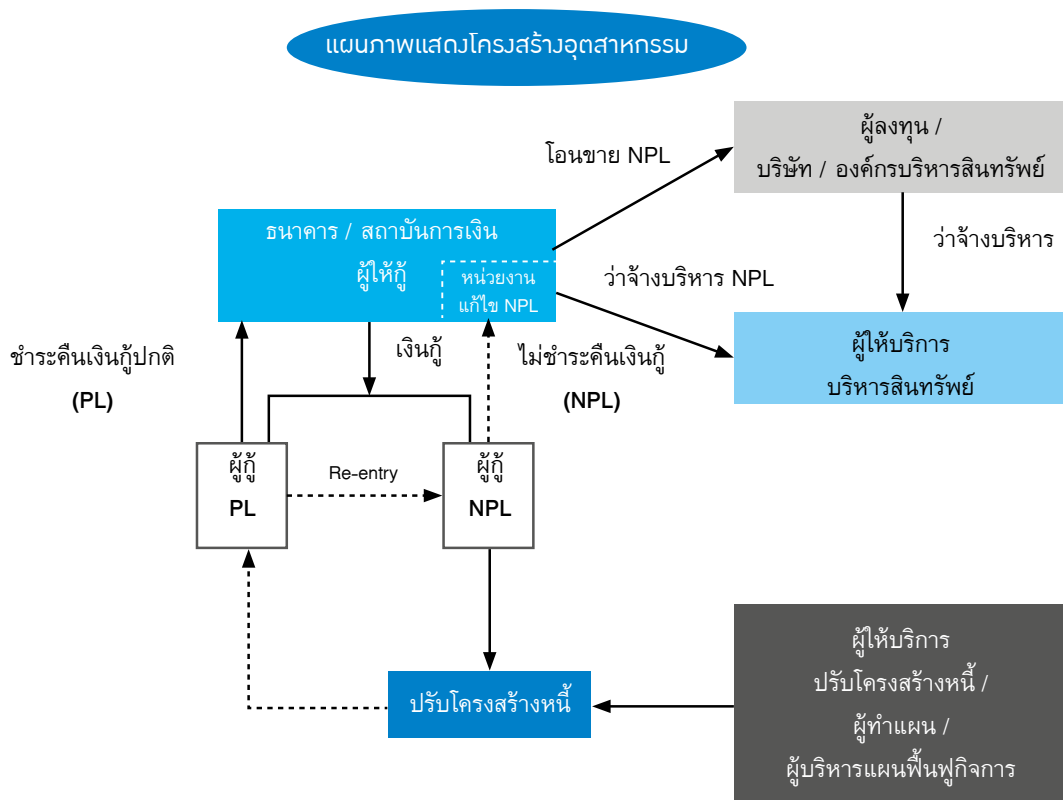 แผนภาพแสดงโครงสร้างอุตสาหกรรม
ผู้ลงทุน /
บริษัท / องค์กรบริหารสินทรัพย์
โอนขาย NPL
ธนาคาร / สถาบันการเงิน
ผู้ให้กู้
หน่วยงาน
แก้ไข NPL
ว่าจ้างบริหาร
ว่าจ้างบริหาร NPL
ผู้ให้บริการ
บริหารสินทรัพย์
ชำระคืนเงินกู้ปกติ
(PL)
เงินกู้
ไม่ชำระคืนเงินกู้
(NPL)
ผู้กู้
PL
Re-entry
ผู้กู้
NPL
ปรับโครงสร้างหนี้
ผู้ให้บริการ
ปรับโครงสร้างหนี้ /
ผู้ทำแผน /
ผู้บริหารแผนฟื้นฟูกิจการ